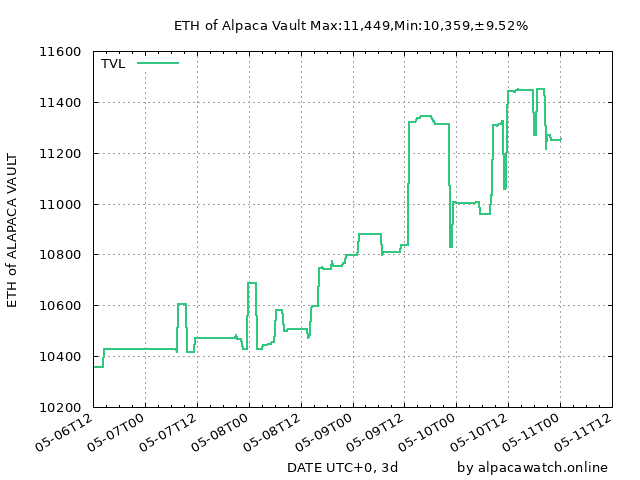 ETH of Alpaca Vault Max:11,449,Min:10,359,±9.52%
TVL
11600
11400
11200
11000
10800
10600
10400
10200
ETH of ALAPACA VAULT
05-06T12
05-07T00
05-07T12
05-08T00
05-08T12
05-09T00
05-09T12
05-10T00
05-10T12
05-11T00
05-11T12
DATE UTC+0, 3d
by alpacawatch.online